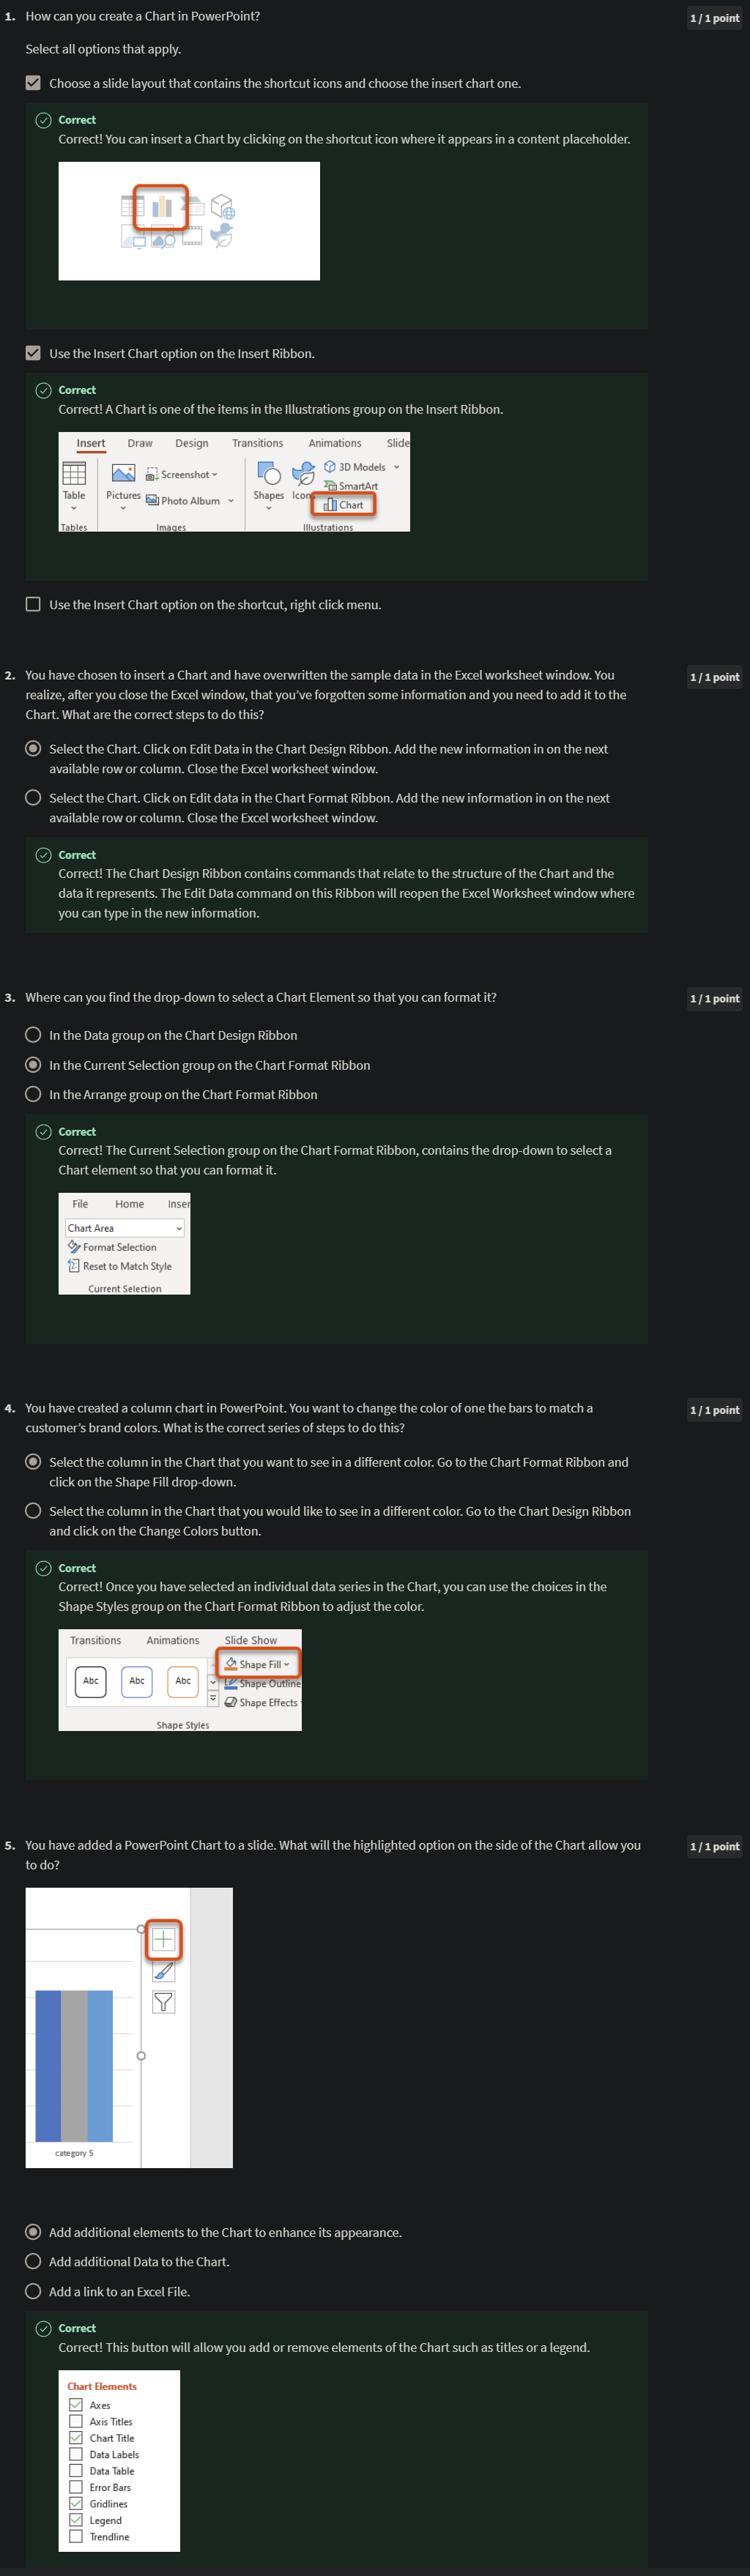 1. How can you create a Chart in PowerPoint?
1 / 1 point
Select all options that apply.
Choose a slide layout that contains the shortcut icons and choose the insert chart one.
Correct
Correct! You can insert a Chart by clicking on the shortcut icon where it appears in a content placeholder.
Use the Insert Chart option on the Insert Ribbon.
Correct
Correct! A Chart is one of the items in the Illustrations group on the Insert Ribbon.
Insert Draw Design Transitions Animations Slide
3D Models
Screenshot
SmartArt
Table Pictures Photo Album Shapes Icons Chart
Tables Images Illustrations
Use the Insert Chart option on the shortcut, right click menu.
2. You have chosen to insert a Chart and have overwritten the sample data in the Excel worksheet window. You
1 / 1 point
realize, after you close the Excel window, that you've forgotten some information and you need to add it to the
Chart. What are the correct steps to do this?
Select the Chart. Click on Edit Data in the Chart Design Ribbon. Add the new information in on the next
available row or column. Close the Excel worksheet window.
Select the Chart. Click on Edit data in the Chart Format Ribbon. Add the new information in on the next
available row or column. Close the Excel worksheet window.
Correct
Correct! The Chart Design Ribbon contains commands that relate to the structure of the Chart and the
data it represents. The Edit Data command on this Ribbon will reopen the Excel Worksheet window where
you can type in the new information.
3. Where can you find the drop-down to select a Chart Element so that you can format it?
1 / 1 point
In the Data group on the Chart Design Ribbon
In the Current Selection group on the Chart Format Ribbon
In the Arrange group on the Chart Format Ribbon
Correct
Correct! The Current Selection group on the Chart Format Ribbon, contains the drop-down to select a
Chart element so that you can format it.
File Home Inser
Chart Area
Format Selection
Reset to Match Style
Current Selection
4. You have created a column chart in PowerPoint. You want to change the color of one the bars to match a
1 / 1 point
customer's brand colors. What is the correct series of steps to do this?
Select the column in the Chart that you want to see in a different color. Go to the Chart Format Ribbon and
click on the Shape Fill drop-down.
Select the column in the Chart that you would like to see in a different color. Go to the Chart Design Ribbon
and click on the Change Colors button.
Correct
Correct! Once you have selected an individual data series in the Chart, you can use the choices in the
Shape Styles group on the Chart Format Ribbon to adjust the color.
Transitions Animations Slide Show
Shape Fill
Abc Abc Abc Shape Outline
Shape Effects
Shape Styles
5. You have added a PowerPoint Chart to a slide. What will the highlighted option on the side of the Chart allow you
1 / 1 point
to do?
category 5
Add additional elements to the Chart to enhance its appearance.
Add additional Data to the Chart.
Add a link to an Excel File.
Correct
Correct! This button will allow you add or remove elements of the Chart such as titles or a legend.
Chart Elements
Axes
Axis Titles
Chart Title
Data Labels
Data Table
Error Bars
Gridlines
Legend
Trendline